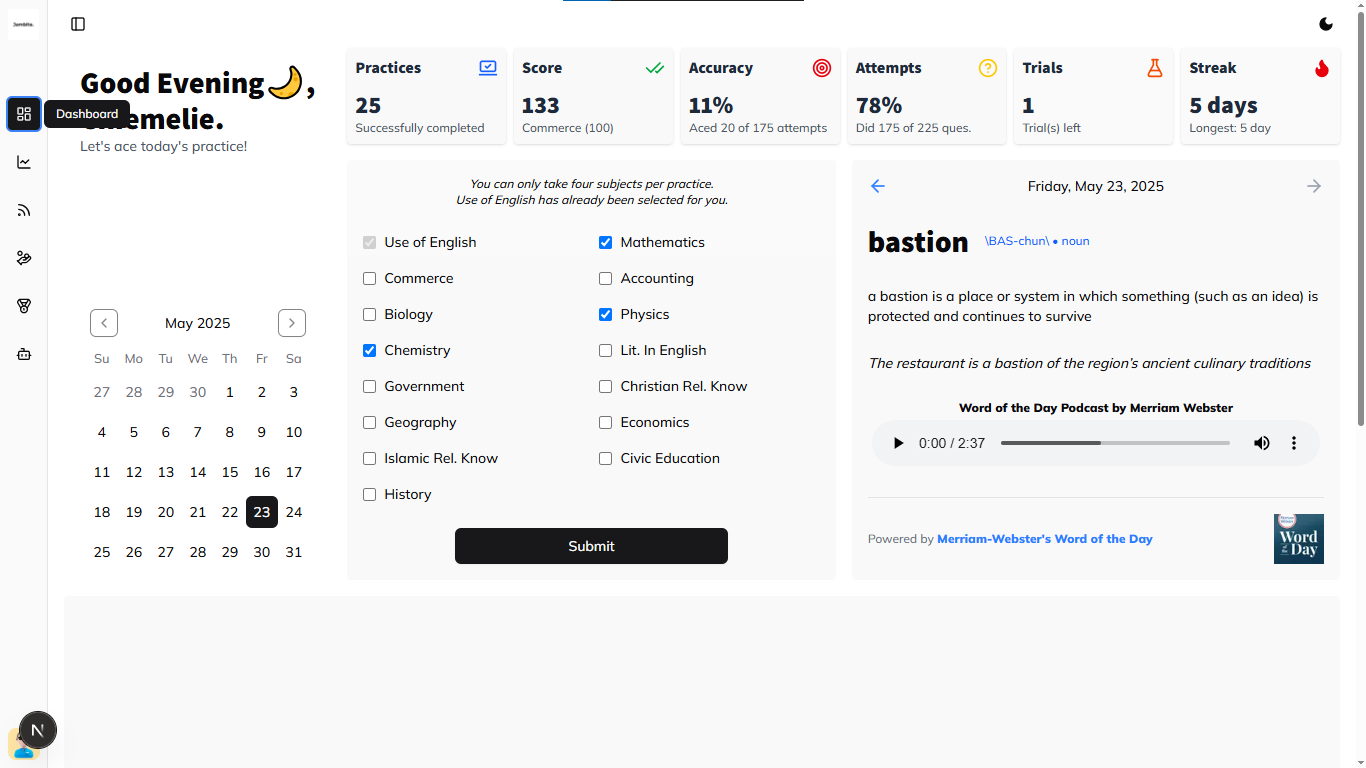 Jambite.
Good Evening🌙,
emelie.
Let's ace today's practice!
Dashboard
Practices
25
Successfully completed
Score
133
Commerce (100)
Accuracy
11%
Aced 20 of 175 attempts
Attempts
78%
Did 175 of 225 ques.
Trials
1
Trial(s) left
Streak
5 days
Longest: 5 day
May 2025
Su Mo Tu We Th Fr Sa
27 28 29 30 1 2 3
4 5 6 7 8 9 10
11 12 13 14 15 16 17
18 19 20 21 22 23 24
25 26 27 28 29 30 31
You can only take four subjects per practice.
Use of English has already been selected for you.
Use of English
Mathematics
Commerce
Accounting
Biology
Physics
Chemistry
Lit. In English
Government
Christian Rel. Know
Geography
Economics
Islamic Rel. Know
Civic Education
History
Submit
Friday, May 23, 2025
bastion \BAS-chun\ • noun
a bastion is a place or system in which something (such as an idea) is
protected and continues to survive
The restaurant is a bastion of the region’s ancient culinary traditions
Word of the Day Podcast by Merriam Webster
0:00 / 2:37
Powered by Merriam-Webster's Word of the Day
Word
of the
Day
N